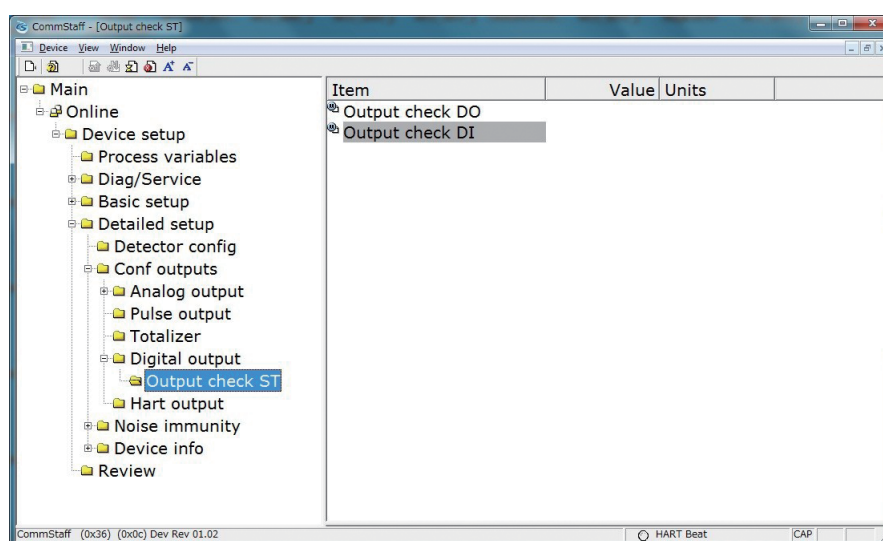 CommStaff - [Output check ST]
Device View Window Help
Main
Online
Device setup
Process variables
Diag/Service
Basic setup
Detailed setup
Detector config
Conf outputs
Analog output
Pulse output
Totalizer
Digital output
Output check ST
Hart output
Noise immunity
Device info
Review
Item Value Units
Output check DO
Output check DI
CommStaff (0x36) (0x0c) Dev Rev 01.02 HART Beat CAP